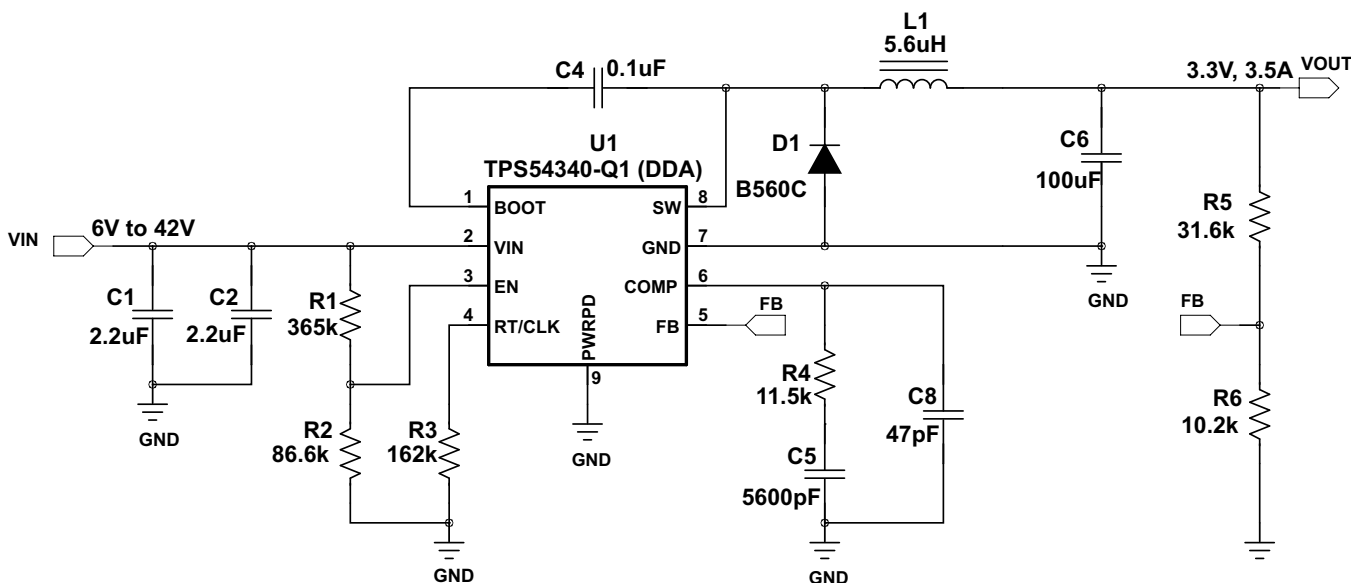 L1
5.6uH
C4
0.1uF
3.3V, 3.5A
VOUT
U1
TPS54340-Q1 (DDA)
D1
B560C
C6
100uF
1
BOOT
SW
8
R5
31.6k
VIN
6V to 42V
2
VIN
GND
7
3
EN
COMP
6
GND
C1
2.2uF
C2
2.2uF
R1
365k
4
RT/CLK
PWRPD
FB
5
FB
FB
9
R4
11.5k
C8
47pF
R6
10.2k
GND
R2
86.6k
R3
162k
GND
C5
5600pF
GND
GND